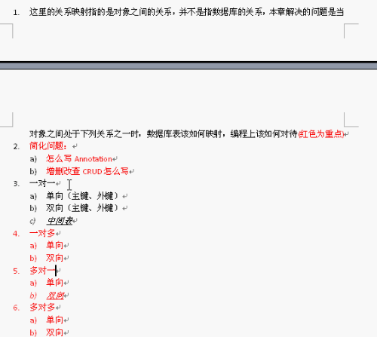 1. 这里的关系映射指的是对象之间的关系，并不是指数据库的关系，本章解决的问题是当
对象之间处于下列关系之一时，数据库表该如何映射，编程上该如何对待(红色为重点)
2. 简化问题：
a) 怎么写 Annotation
b) 增删改查 CRUD 怎么写
3. 一对一
a) 单向（主键、外键）
b) 双向（主键、外键）
c) 中间表
4. 一对多
a) 单向
b) 双向
5. 多对一
a) 单向
b) 双向
6. 多对多
a) 单向
b) 双向